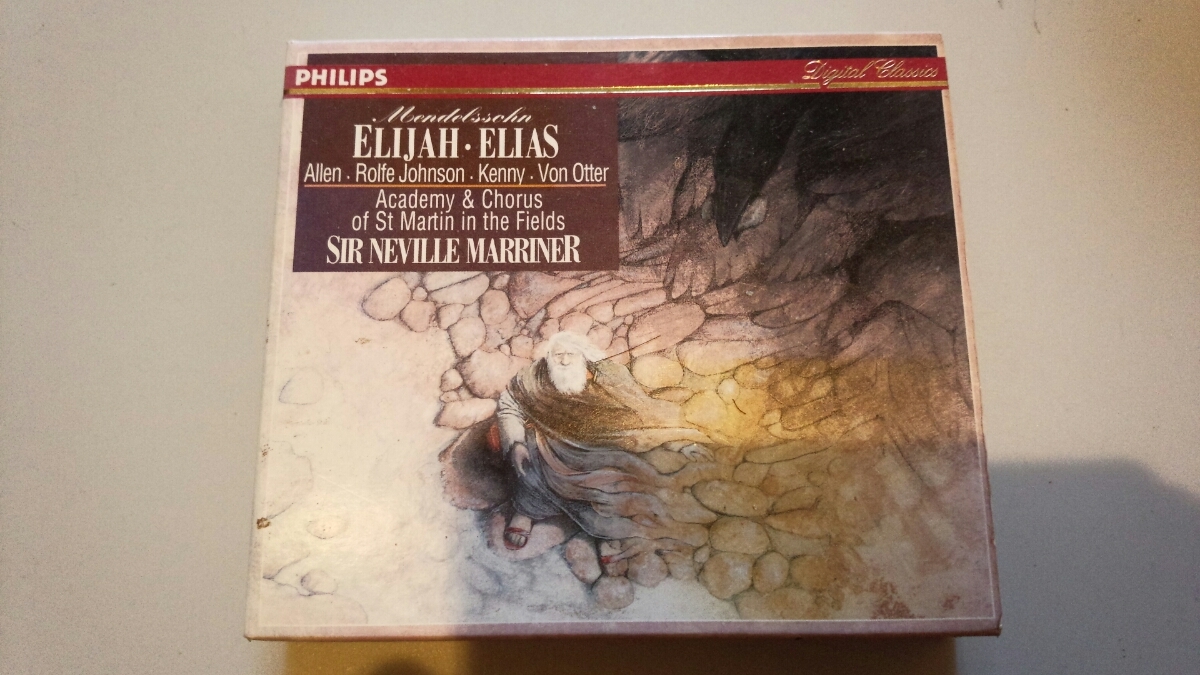 PHILIPS
Digital Classics
Mendelssohn
ELIJAH · ELIAS
Allen · Rolfe Johnson · Kenny · Von Otter
Academy & Chorus
of St Martin in the Fields
SIR NEVILLE MARRINER